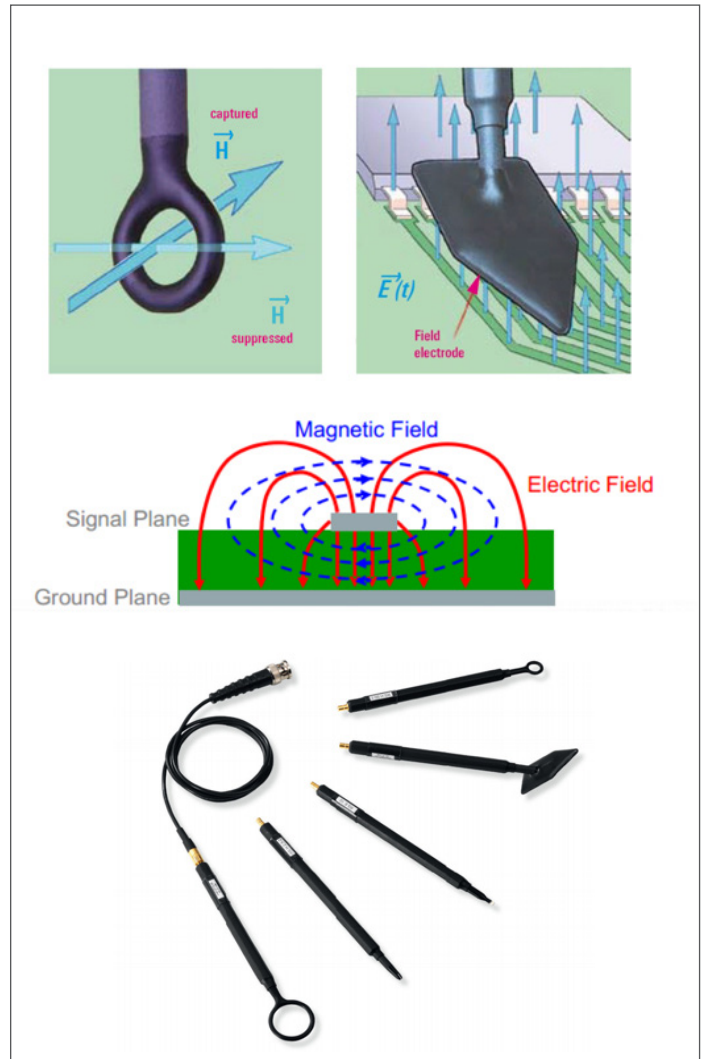 captured
H
H
suppressed
E(t)
Field
electrode
Magnetic Field
Electric Field
Signal Plane
Ground Plane